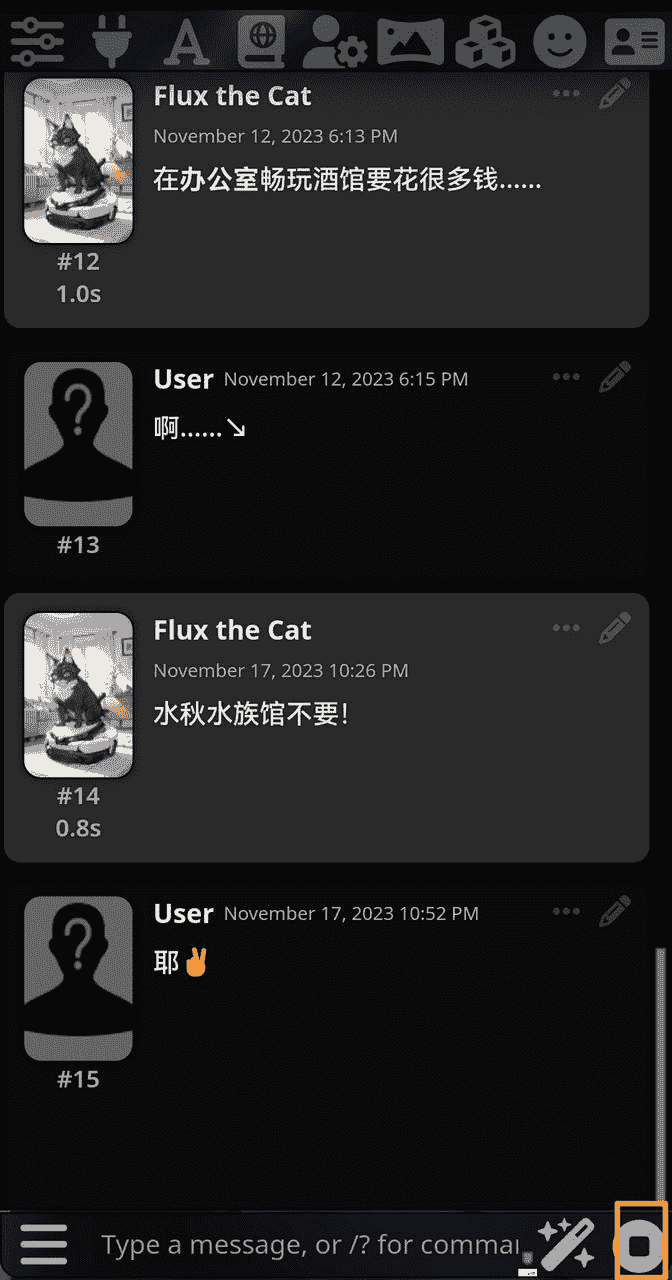 Flux the Cat
November 12, 2023 6:13 PM
在办公室畅玩酒馆要花很多钱……
#12
1.0s
User November 12, 2023 6:15 PM
啊……↘
#13
Flux the Cat
November 17, 2023 10:26 PM
水秋水族馆不要！
#14
0.8s
User November 17, 2023 10:52 PM
耶✌
#15
Type a message, or /? for comma